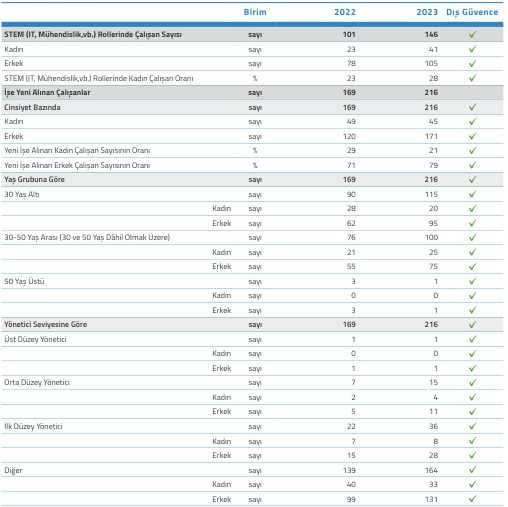 Birim 2022 2023 Dış Güvence
STEM (IT, Mühendislik,vb.) Rollerinde Çalışan Sayısı sayı 101 146 ✓
Kadın sayı 23 41 ✓
Erkek sayı 78 105 ✓
STEM (IT, Mühendislik,vb.) Rollerinde Kadın Çalışan Oranı % 23 28 ✓
İşe Yeni Alınan Çalışanlar sayı 169 216
Cinsiyet Bazında sayı 169 216 ✓
Kadın sayı 49 45 ✓
Erkek sayı 120 171 ✓
Yeni İşe Alınan Kadın Çalışan Sayısının Oranı % 29 21 ✓
Yeni İşe Alınan Erkek Çalışan Sayısının Oranı % 71 79 ✓
Yaş Grubuna Göre sayı 169 216 ✓
30 Yaş Altı sayı 90 115 ✓
Kadın sayı 28 20 ✓
Erkek sayı 62 95 ✓
30-50 Yaş Arası (30 ve 50 Yaş Dâhil Olmak Üzere) sayı 76 100 ✓
Kadın sayı 21 25 ✓
Erkek sayı 55 75 ✓
50 Yaş Üstü sayı 3 1 ✓
Kadın sayı 0 0 ✓
Erkek sayı 3 1 ✓
Yönetici Seviyesine Göre sayı 169 216 ✓
Üst Düzey Yönetici sayı 1 1 ✓
Kadın sayı 0 0 ✓
Erkek sayı 1 1 ✓
Orta Düzey Yönetici sayı 7 15 ✓
Kadın sayı 2 4 ✓
Erkek sayı 5 11 ✓
İlk Düzey Yönetici sayı 22 36 ✓
Kadın sayı 7 8 ✓
Erkek sayı 15 28 ✓
Diğer sayı 139 164 ✓
Kadın sayı 40 33 ✓
Erkek sayı 99 131 ✓